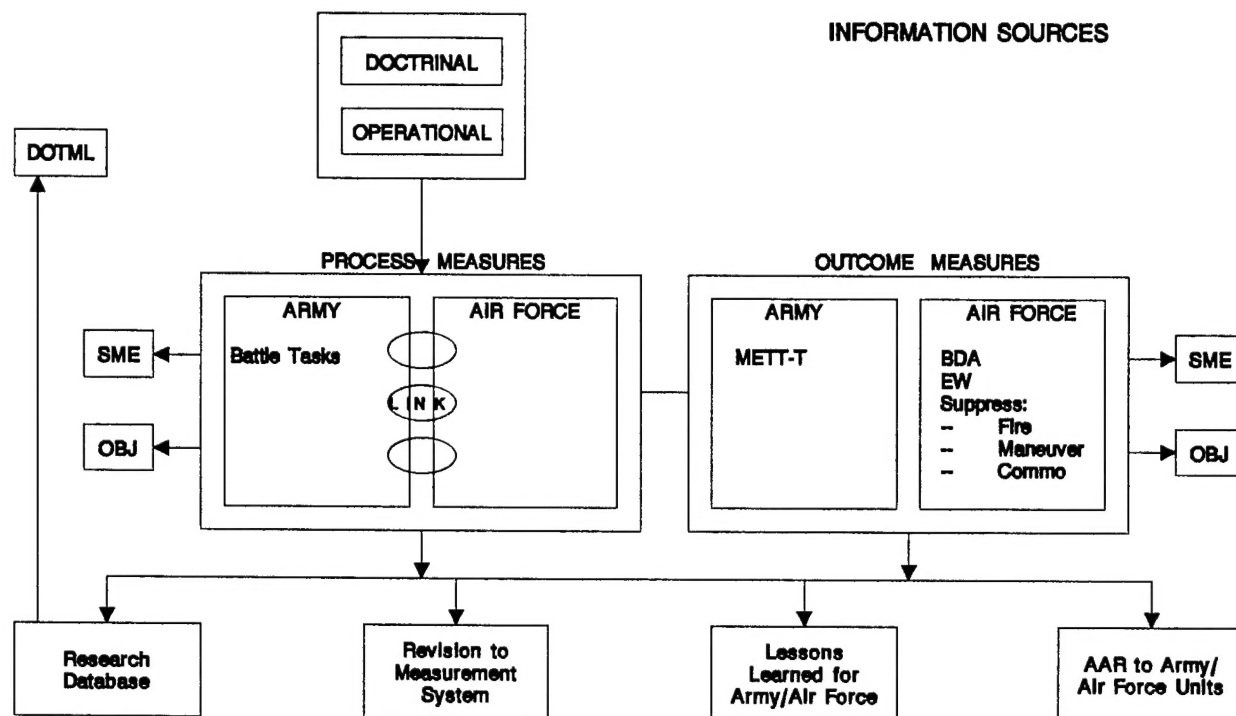 INFORMATION SOURCES
DOCTRINAL
OPERATIONAL
DOTML
PROCESS MEASURES
ARMY
AIR FORCE
Battle Tasks
LINK
SME
OBJ
OUTCOME MEASURES
ARMY
METT-T
AIR FORCE
BDA
EW
Suppress:
-- Fire
-- Maneuver
-- Commo
SME
OBJ
Research
Database
Revision to
Measurement
System
Lessons
Learned for
Army/Air Force
AAR to Army/
Air Force Units